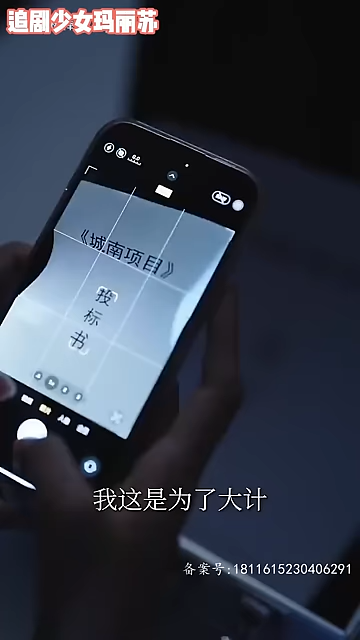 追剧少女玛丽苏
《城南项目》
投
标
书
我这是为了大计
备案号:1811615230406291